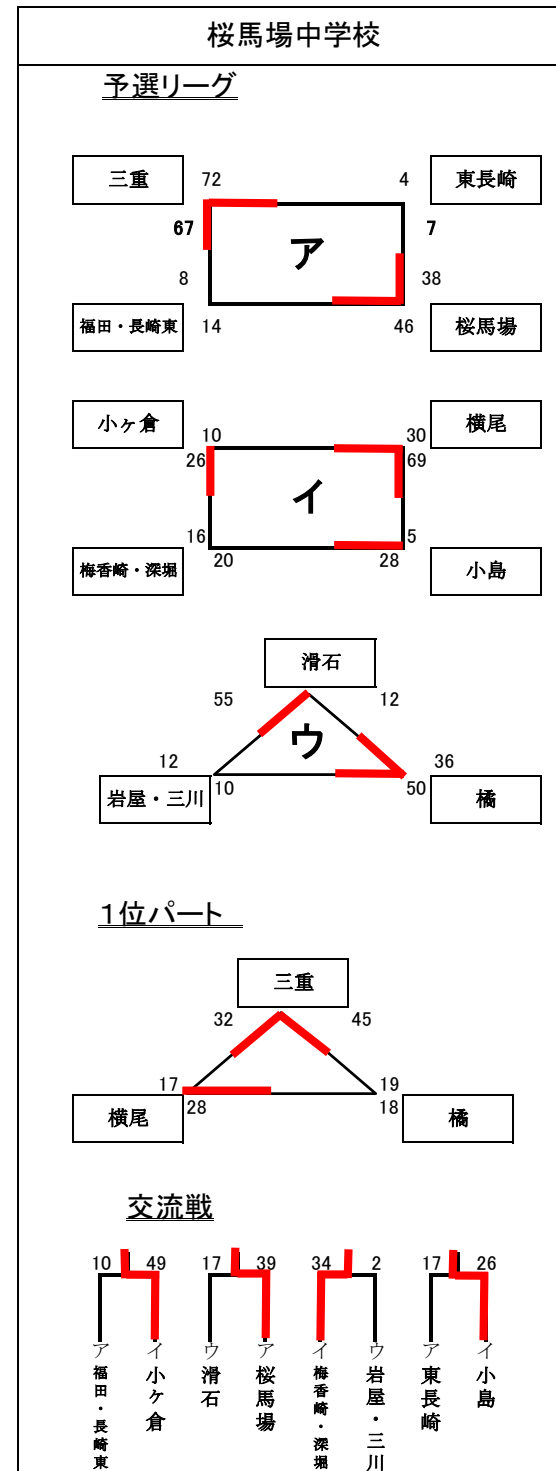 桜馬場中学校
予選リーグ
三重 72 4 東長崎
67 7
ア
8 38
福田・長崎東 14 46 桜馬場
小ヶ倉 10 30 横尾
26 69
イ
16 5
梅香崎・深堀 20 28 小島
滑石
55 12
ウ
12 36
岩屋・三川 10 50 橘
1位パート
三重
32 45
17 19
横尾 28 18 橘
交流戦
10 49 17 39 34 2 17 26
ア 福田・長崎東
イ 小ケ倉
ウ 滑石
ア 桜馬場
イ 梅香崎・深堀
ウ 岩屋・三川
ア 東長崎
イ 小島